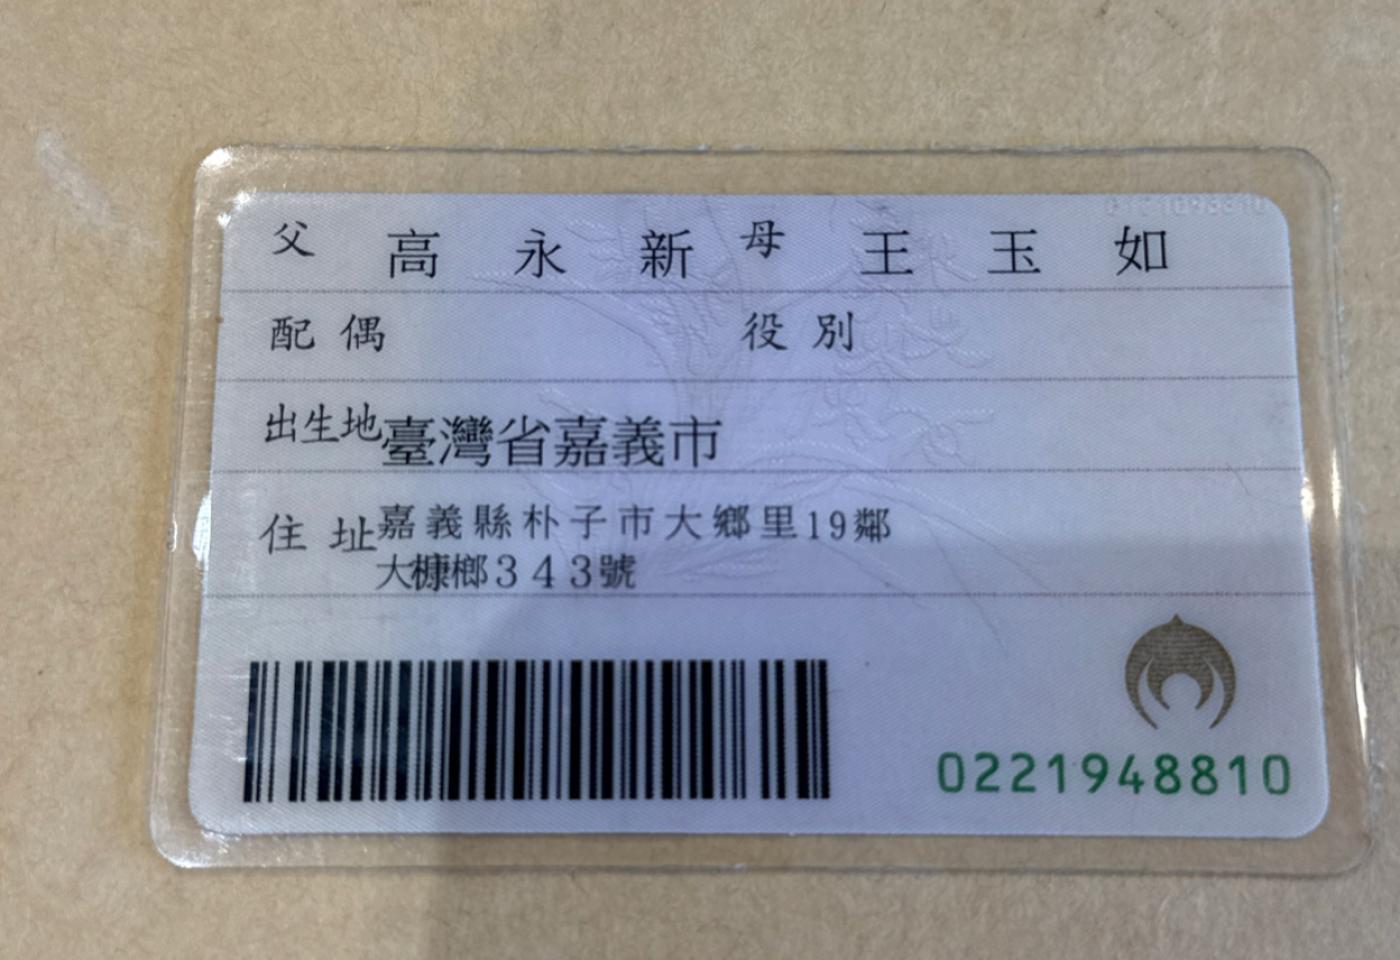 父 高永新 母 王玉如
配偶 役別
出生地 臺灣省嘉義市
住址 嘉義縣朴子市大鄉里19鄰
大槺榔343號
0221948810